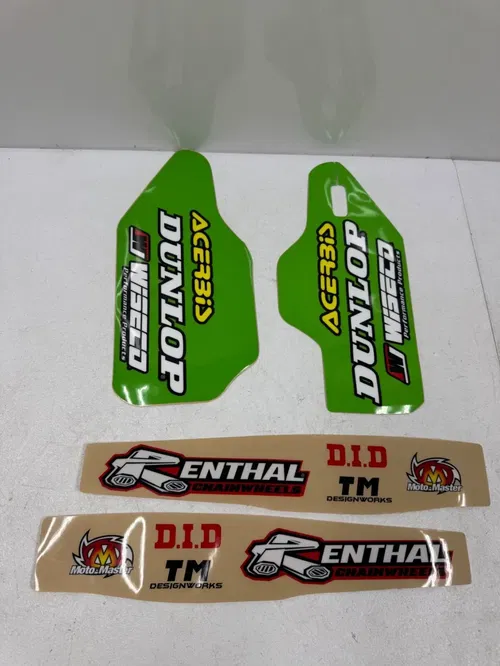 ACERBIS
DUNLOP
WISECO
Performance Products
ACERBIS
DUNLOP
WISECO
Performance Products
RENTHAL
CHAINWHEELS
D.I.D
TM
DESIGNWORKS
Moto-Master
Moto-Master
D.I.D
TM
DESIGNWORKS
RENTHAL
CHAINWHEELS